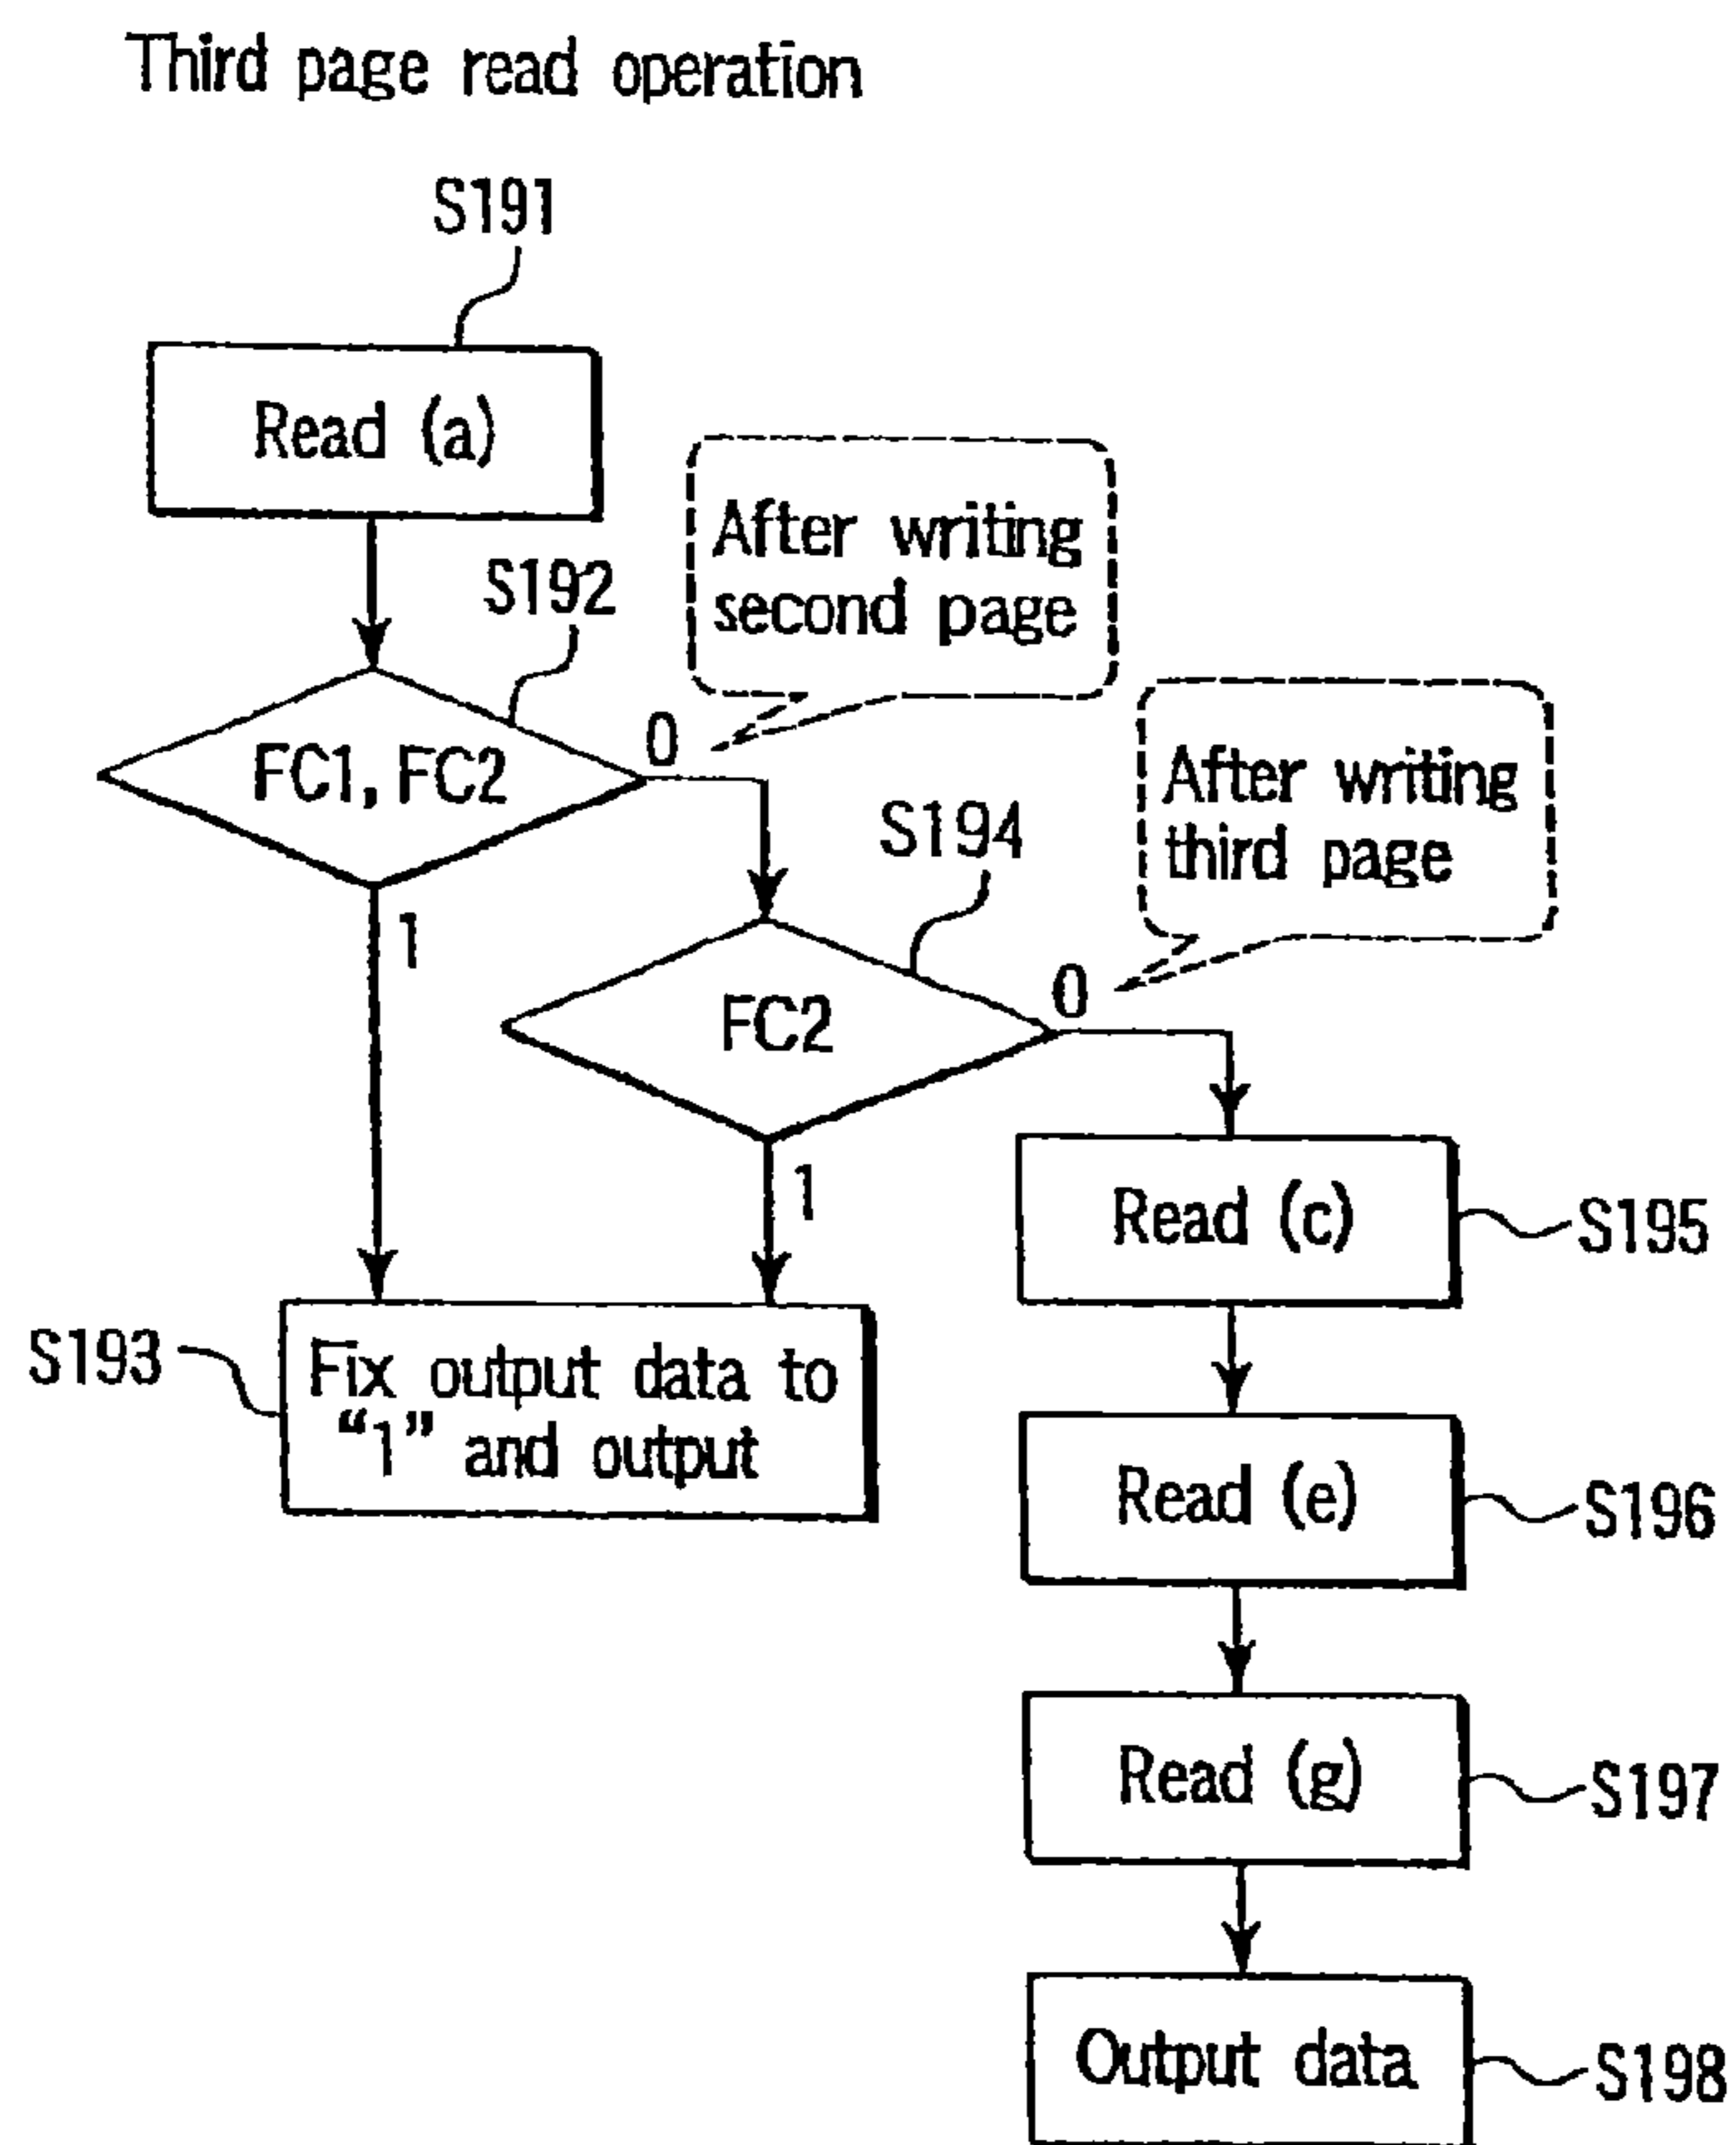 Third page read operation
S191
Read (a)
After writing
second page
S192
0
FC1, FC2
After writing
third page
S194
1
0
FC2
1
Read (c)
S195
S193
Fix output data to
“1” and output
Read (e)
S196
Read (g)
S197
Output data
S198